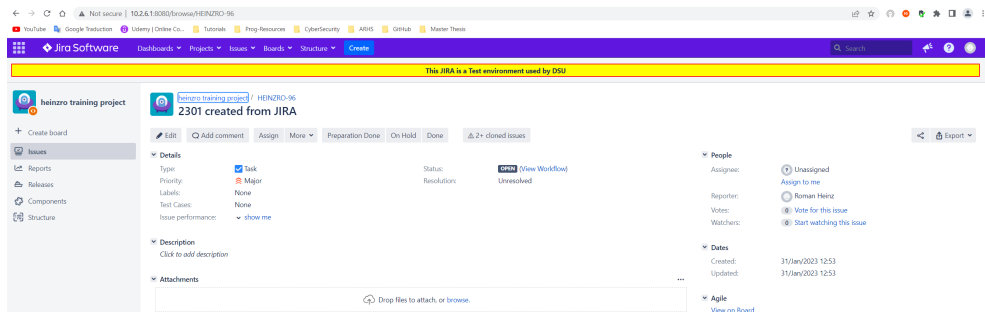 Not secure | 10.2.6.1:8080/browse/HEINZRO-96
YouTube Google Traduction Udemy | Online Co... Tutorials Prog-Resources CyberSecurity ARHS GitHub Master Thesis
Jira Software Dashboards Projects Issues Boards Structure Create Search
This JIRA is a Test environment used by DSU
heinzro training project
heinzro training project / HEINZRO-96
2301 created from JIRA
Create board
Issues
Reports
Releases
Components
Structure
Edit Add comment Assign More Preparation Done On Hold Done 2+ cloned issues Export
Details
Type: Task Status: OPEN (View Workflow)
Priority: Major Resolution: Unresolved
Labels: None
Test Cases: None
Issue performance: show me
Description
Click to add description
Attachments
Drop files to attach, or browse.
People
Assignee: Unassigned
Assign to me
Reporter: Roman Heinz
Votes: 0 Vote for this issue
Watchers: 0 Start watching this issue
Dates
Created: 31/Jan/2023 12:53
Updated: 31/Jan/2023 12:53
Agile
View on Board